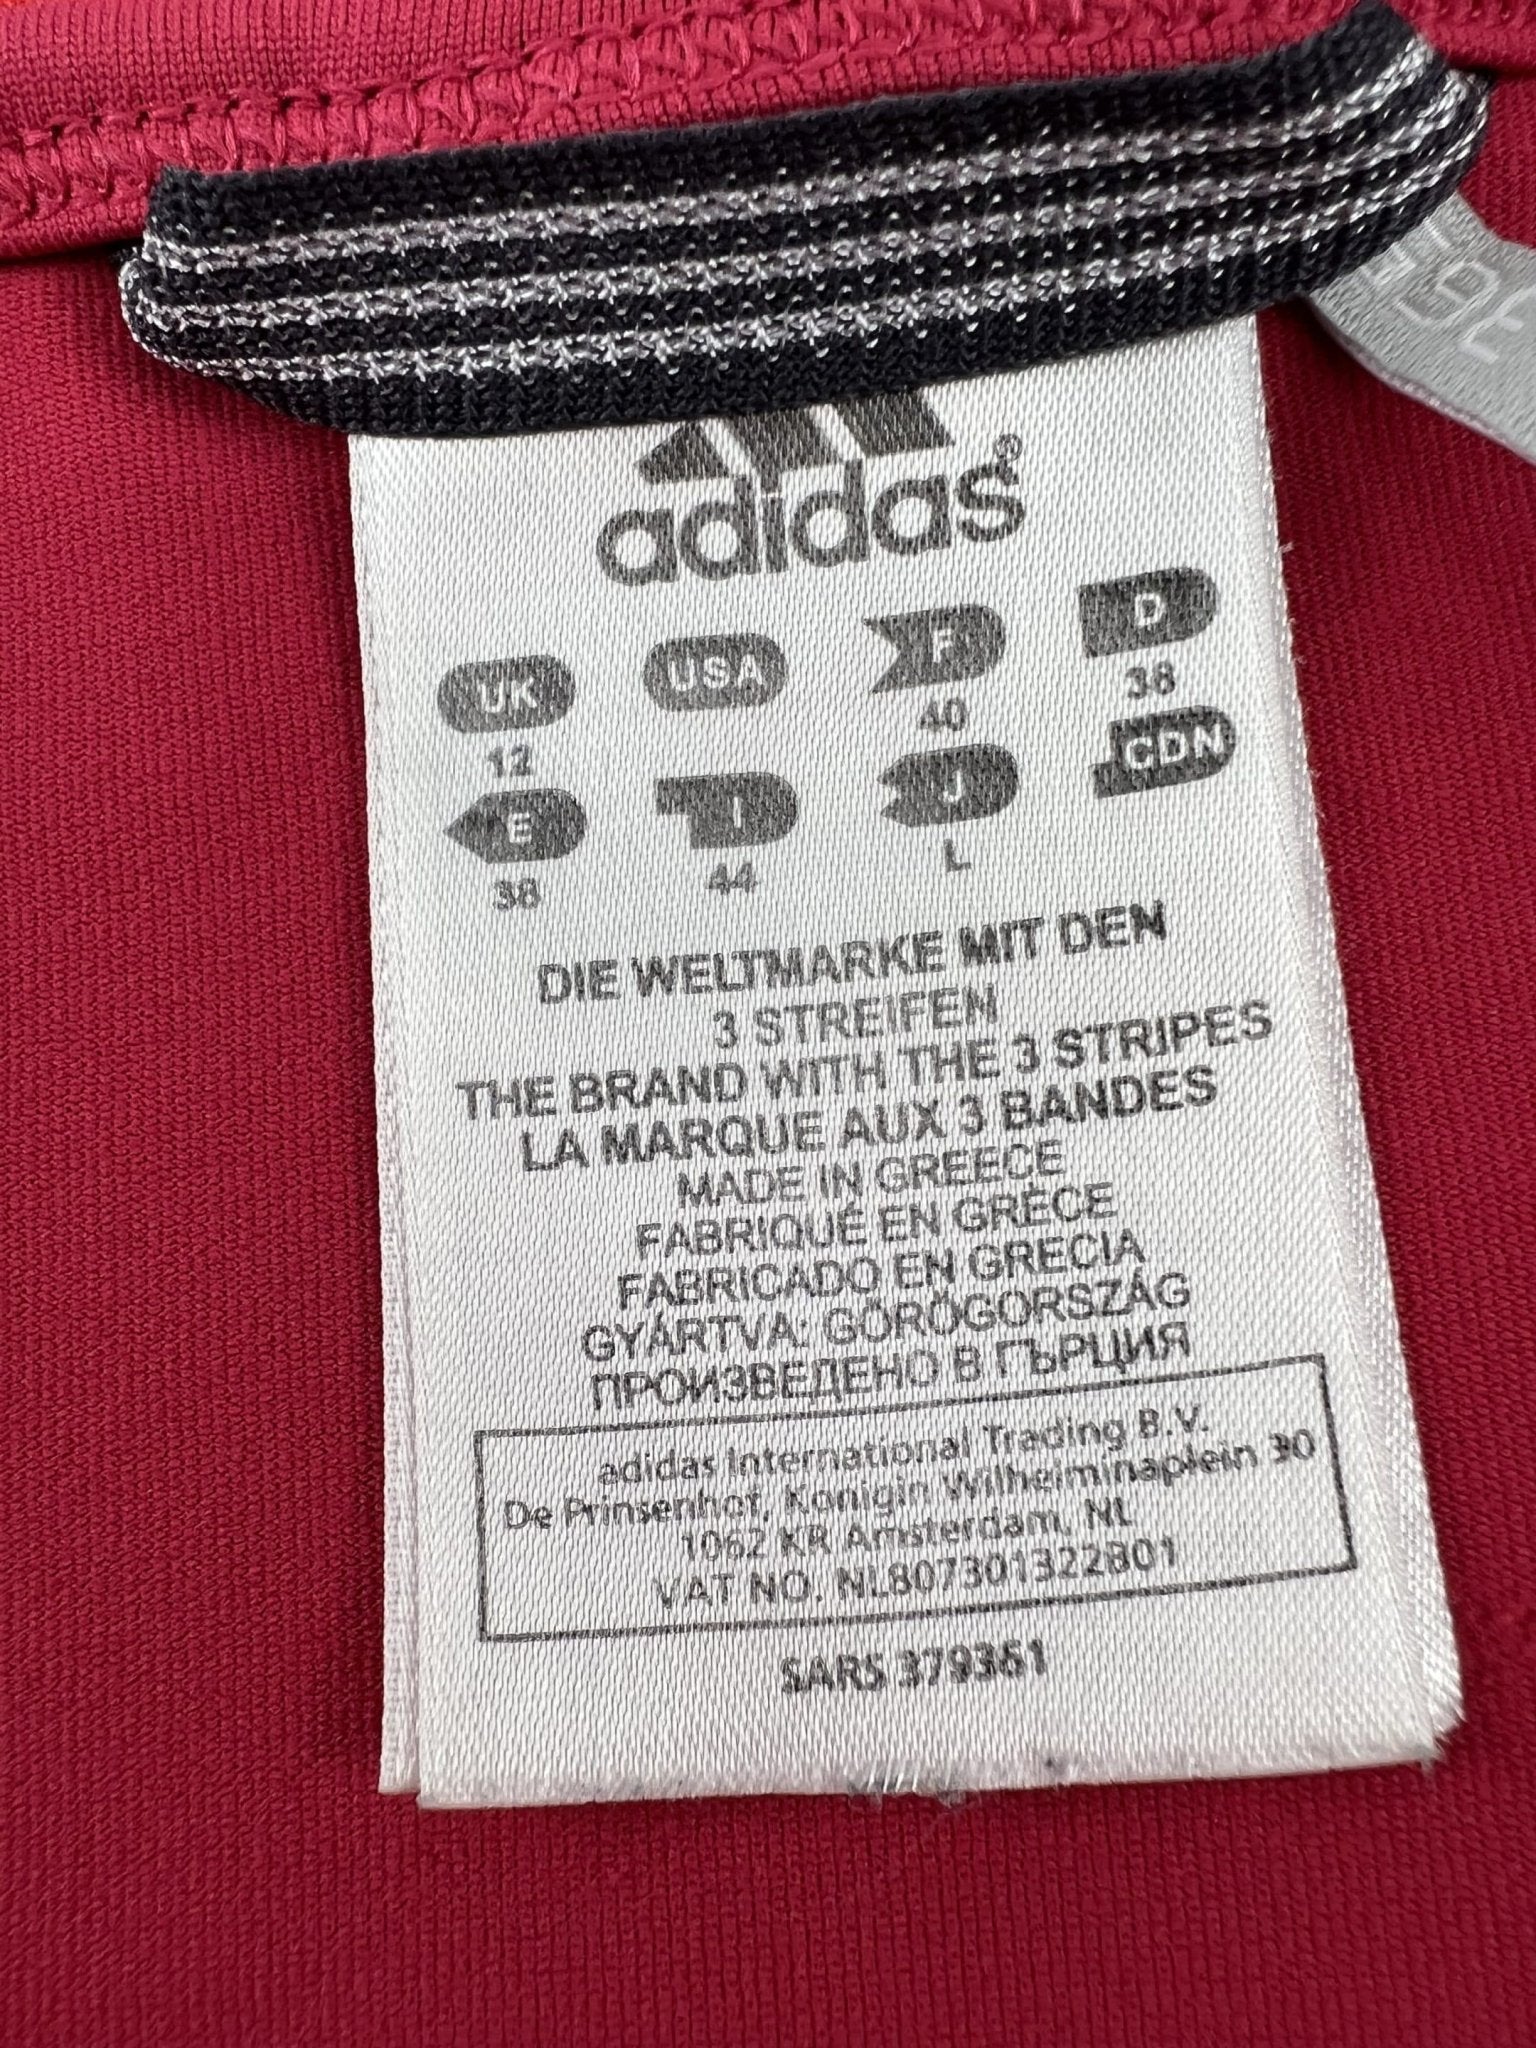 adidas®
UK USA F D
12 40 38
E I J CDN
38 44 L
DIE WELTMARKE MIT DEN
3 STREIFEN
THE BRAND WITH THE 3 STRIPES
LA MARQUE AUX 3 BANDES
MADE IN GREECE
FABRIQUÉ EN GRÈCE
FABRICADO EN GRECIA
GYÁRTVA: GÖRÖGORSZÁG
ПРОИЗВЕДЕНО В ГЪРЦИЯ
adidas International Trading B.V.
De Prinsenhof, Konigin Wilhelminaplein 30
1062 KR Amsterdam, NL
VAT NO. NL807301322B01
SARS 379361